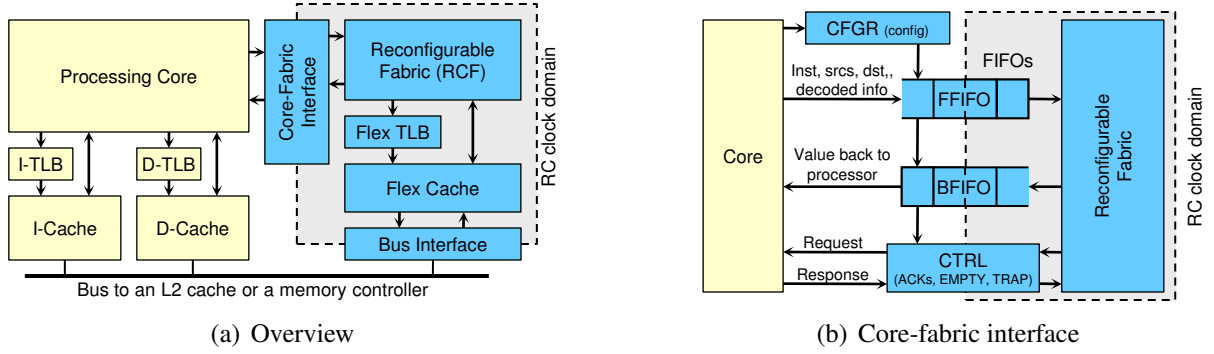 Processing Core
I-TLB
D-TLB
I-Cache
D-Cache
Core-Fabric
Interface
Reconfigurable
Fabric (RCF)
Flex TLB
Flex Cache
Bus Interface
RC clock domain
Bus to an L2 cache or a memory controller
(a) Overview
Core
CFGR (config)
Inst, srcs, dst,,
decoded info
FIFOs
FFIFO
Value back to
processor
BFIFO
Request
Response
CTRL
(ACKs, EMPTY, TRAP)
Reconfigurable
Fabric
RC clock domain
(b) Core-fabric interface